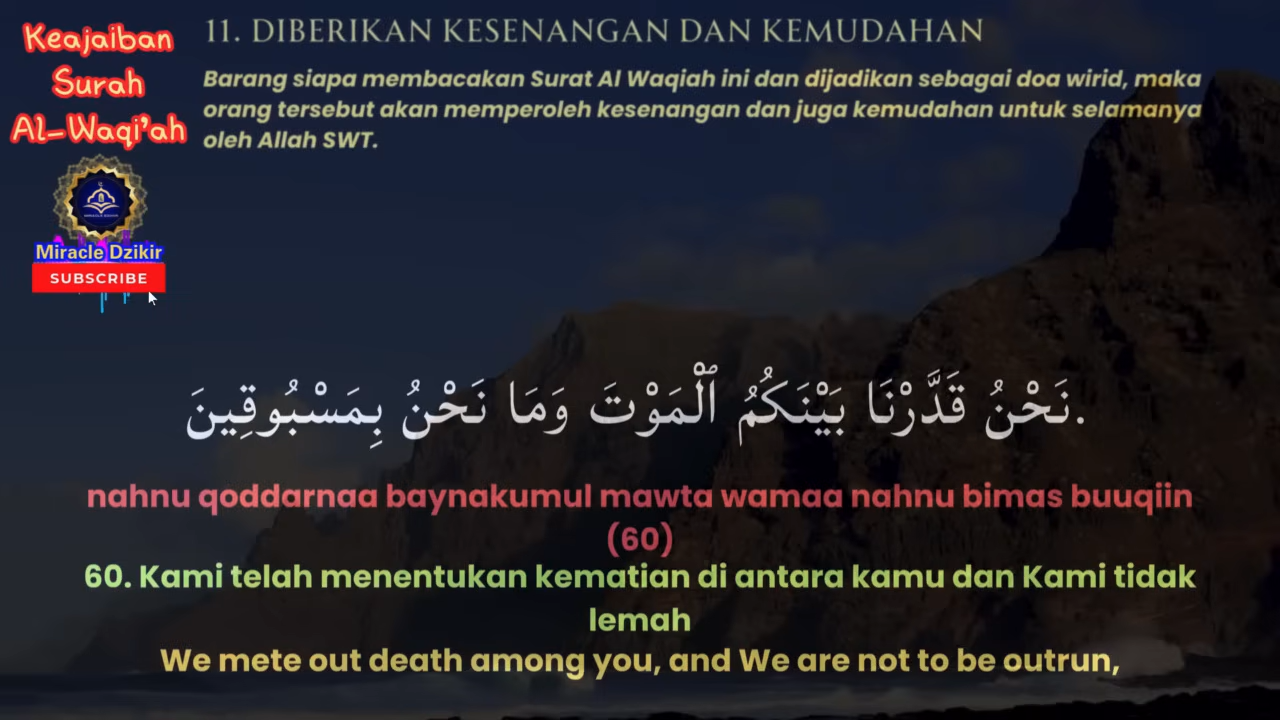 Keajaiban
Surah
Al-Waqi'ah
Miracle Dzikir
SUBSCRIBE
11. DIBERIKAN KESENANGAN DAN KEMUDAHAN
Barang siapa membacakan Surat Al Waqiah ini dan dijadikan sebagai doa wirid, maka
orang tersebut akan memperoleh kesenangan dan juga kemudahan untuk selamanya
oleh Allah SWT.
نَحْنُ قَدَّرْنَا بَيْنَكُمُ ٱلْمَوْتَ وَمَا نَحْنُ بِمَسْبُوقِينَ.
nahnu qoddarnaa baynakumul mawta wamaa nahnu bimas buuqiin
(60)
60. Kami telah menentukan kematian di antara kamu dan Kami tidak
lemah
We mete out death among you, and We are not to be outrun,